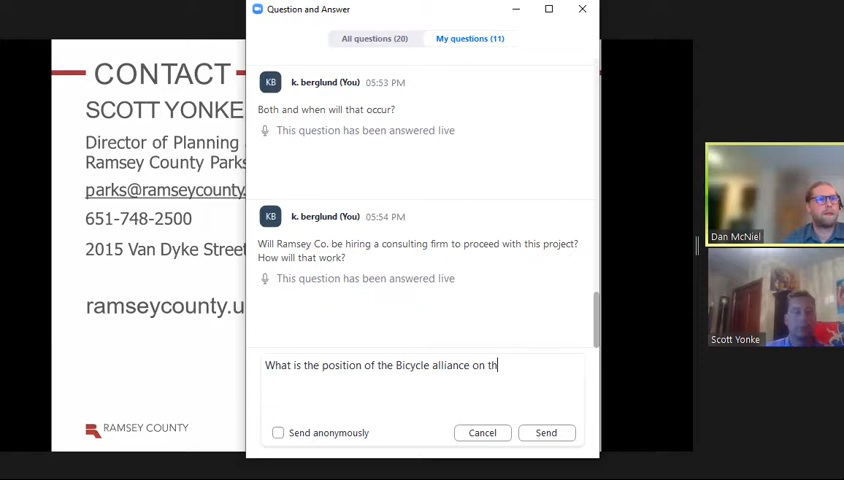 Question and Answer
All questions (20)
My questions (11)
KB
k. berglund (You) 05:53 PM
Both and when will that occur?
This question has been answered live
KB
k. berglund (You) 05:54 PM
Will Ramsey Co. be hiring a consulting firm to proceed with this project?
How will that work?
This question has been answered live
What is the position of the Bicycle alliance on th
Send anonymously
Cancel
Send
CONTACT
SCOTT YONKE
Director of Planning
Ramsey County Parks
parks@ramseycounty.
651-748-2500
2015 Van Dyke Street
ramseycounty.u
RAMSEY COUNTY
Dan McNiel
Scott Yonke